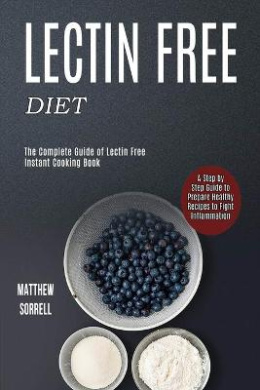 LECTIN FREE
DIET
The Complete Guide of Lectin Free
Instant Cooking Book
A Step by
Step Guide to
Prepare Healthy
Recipes to Fight
Inflammation
MATTHEW
SORRELL